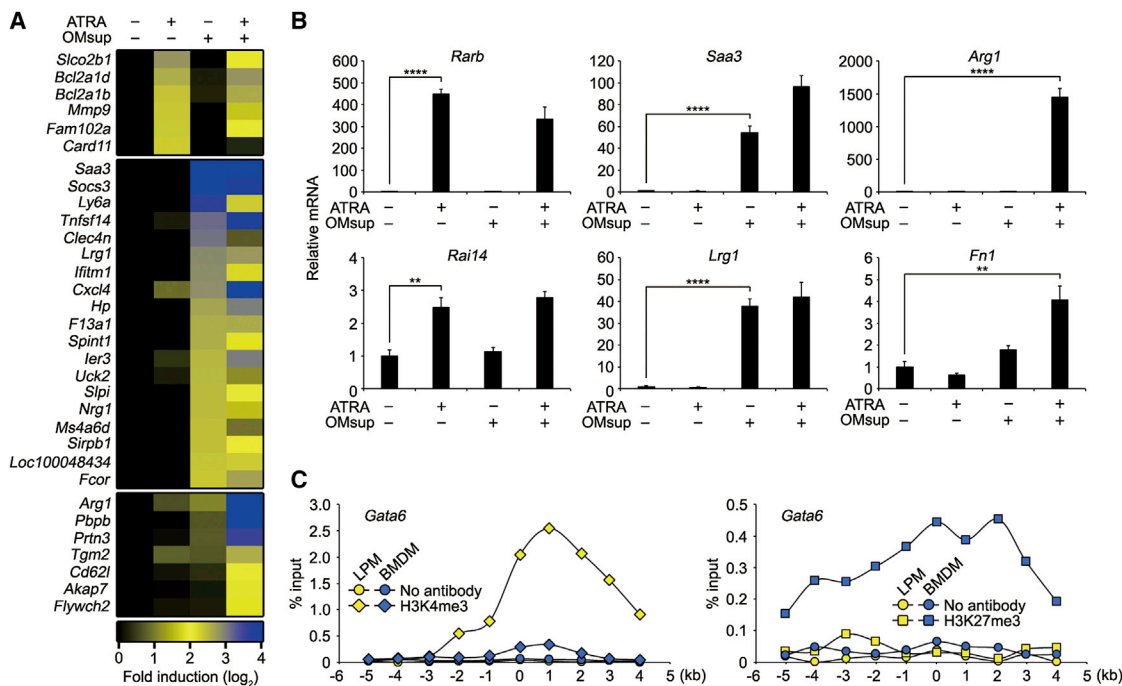 A
ATRA − + − +
OMsup − − + +
Slco2b1
Bcl2a1d
Bcl2a1b
Mmp9
Fam102a
Card11
Saa3
Socs3
Ly6a
Tnfsf14
Clec4n
Lrg1
Ifitm1
Cxcl4
Hp
F13a1
Spint1
Ier3
Uck2
Slpi
Nrg1
Ms4a6d
Sirpb1
Loc100048434
Fcor
Arg1
Pbpb
Prtn3
Tgm2
Cd62l
Akap7
Flywch2
0 1 2 3 4
Fold induction (log2)
B
Relative mRNA
Rarb
600
500
400
300
200
100
0
****
ATRA − + − +
OMsup − − + +
Saa3
120
100
80
60
40
20
0
****
ATRA − + − +
OMsup − − + +
Arg1
2000
1500
1000
500
0
****
ATRA − + − +
OMsup − − + +
Rai14
4
3
2
1
0
**
ATRA − + − +
OMsup − − + +
Lrg1
60
50
40
30
20
10
0
****
ATRA − + − +
OMsup − − + +
Fn1
6
5
4
3
2
1
0
**
ATRA − + − +
OMsup − − + +
C
% input
3.0
2.5
2.0
1.5
1.0
0.5
0
Gata6
LPM BMDM
No antibody
H3K4me3
-5 -4 -3 -2 -1 0 1 2 3 4 5 (kb)
% input
0.5
0.4
0.3
0.2
0.1
0
Gata6
LPM BMDM
No antibody
H3K27me3
-5 -4 -3 -2 -1 0 1 2 3 4 5 (kb)